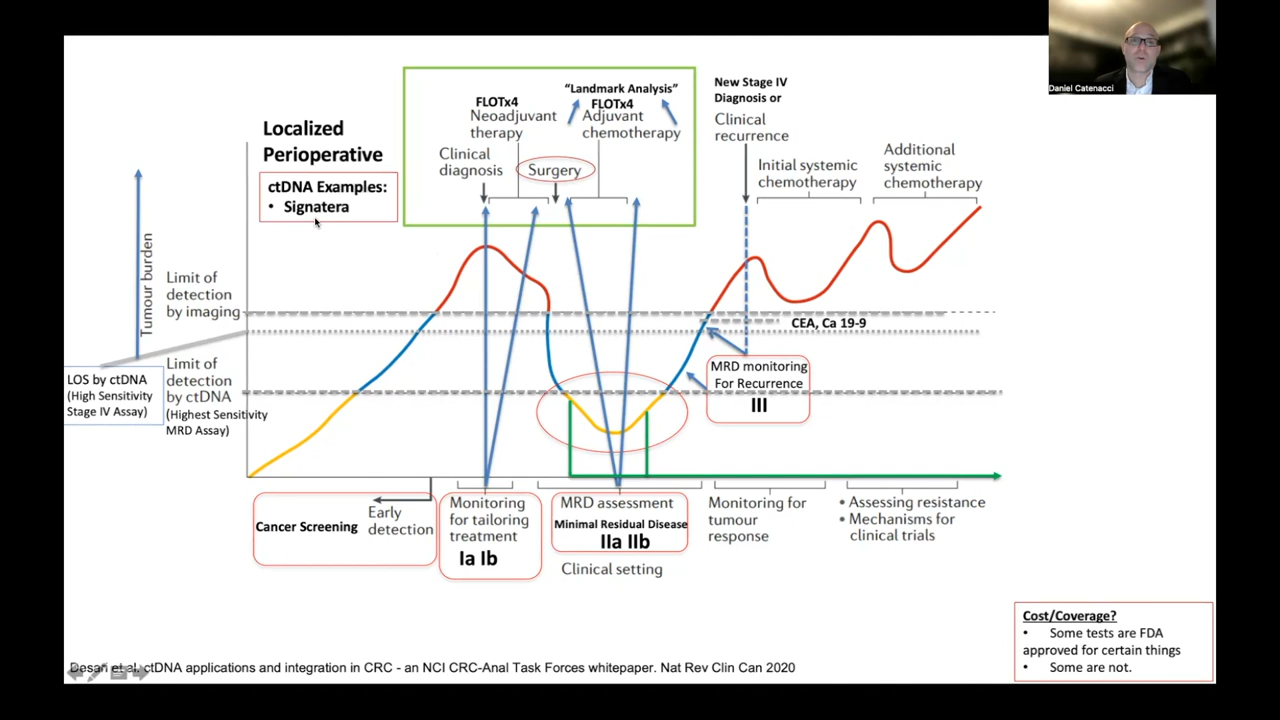 Daniel Catenacci
FLOTx4
Neoadjuvant
therapy
"Landmark Analysis"
FLOTx4
Adjuvant
chemotherapy
Clinical
diagnosis
Surgery
New Stage IV
Diagnosis or
Clinical
recurrence
Initial systemic
chemotherapy
Additional
systemic
chemotherapy
Localized
Perioperative
ctDNA Examples:
• Signatera
Tumour burden
Limit of
detection
by imaging
CEA, Ca 19-9
LOS by ctDNA
(High Sensitivity
Stage IV Assay)
Limit of
detection
by ctDNA
(Highest Sensitivity
MRD Assay)
MRD monitoring
For Recurrence
III
Cancer Screening
Early
detection
Monitoring
for tailoring
treatment
Ia Ib
MRD assessment
Minimal Residual Disease
IIa IIb
Clinical setting
Monitoring for
tumour
response
• Assessing resistance
• Mechanisms for
clinical trials
Cost/Coverage?
• Some tests are FDA
approved for certain things
• Some are not.
Desari et al. ctDNA applications and integration in CRC - an NCI CRC-Anal Task Forces whitepaper. Nat Rev Clin Can 2020